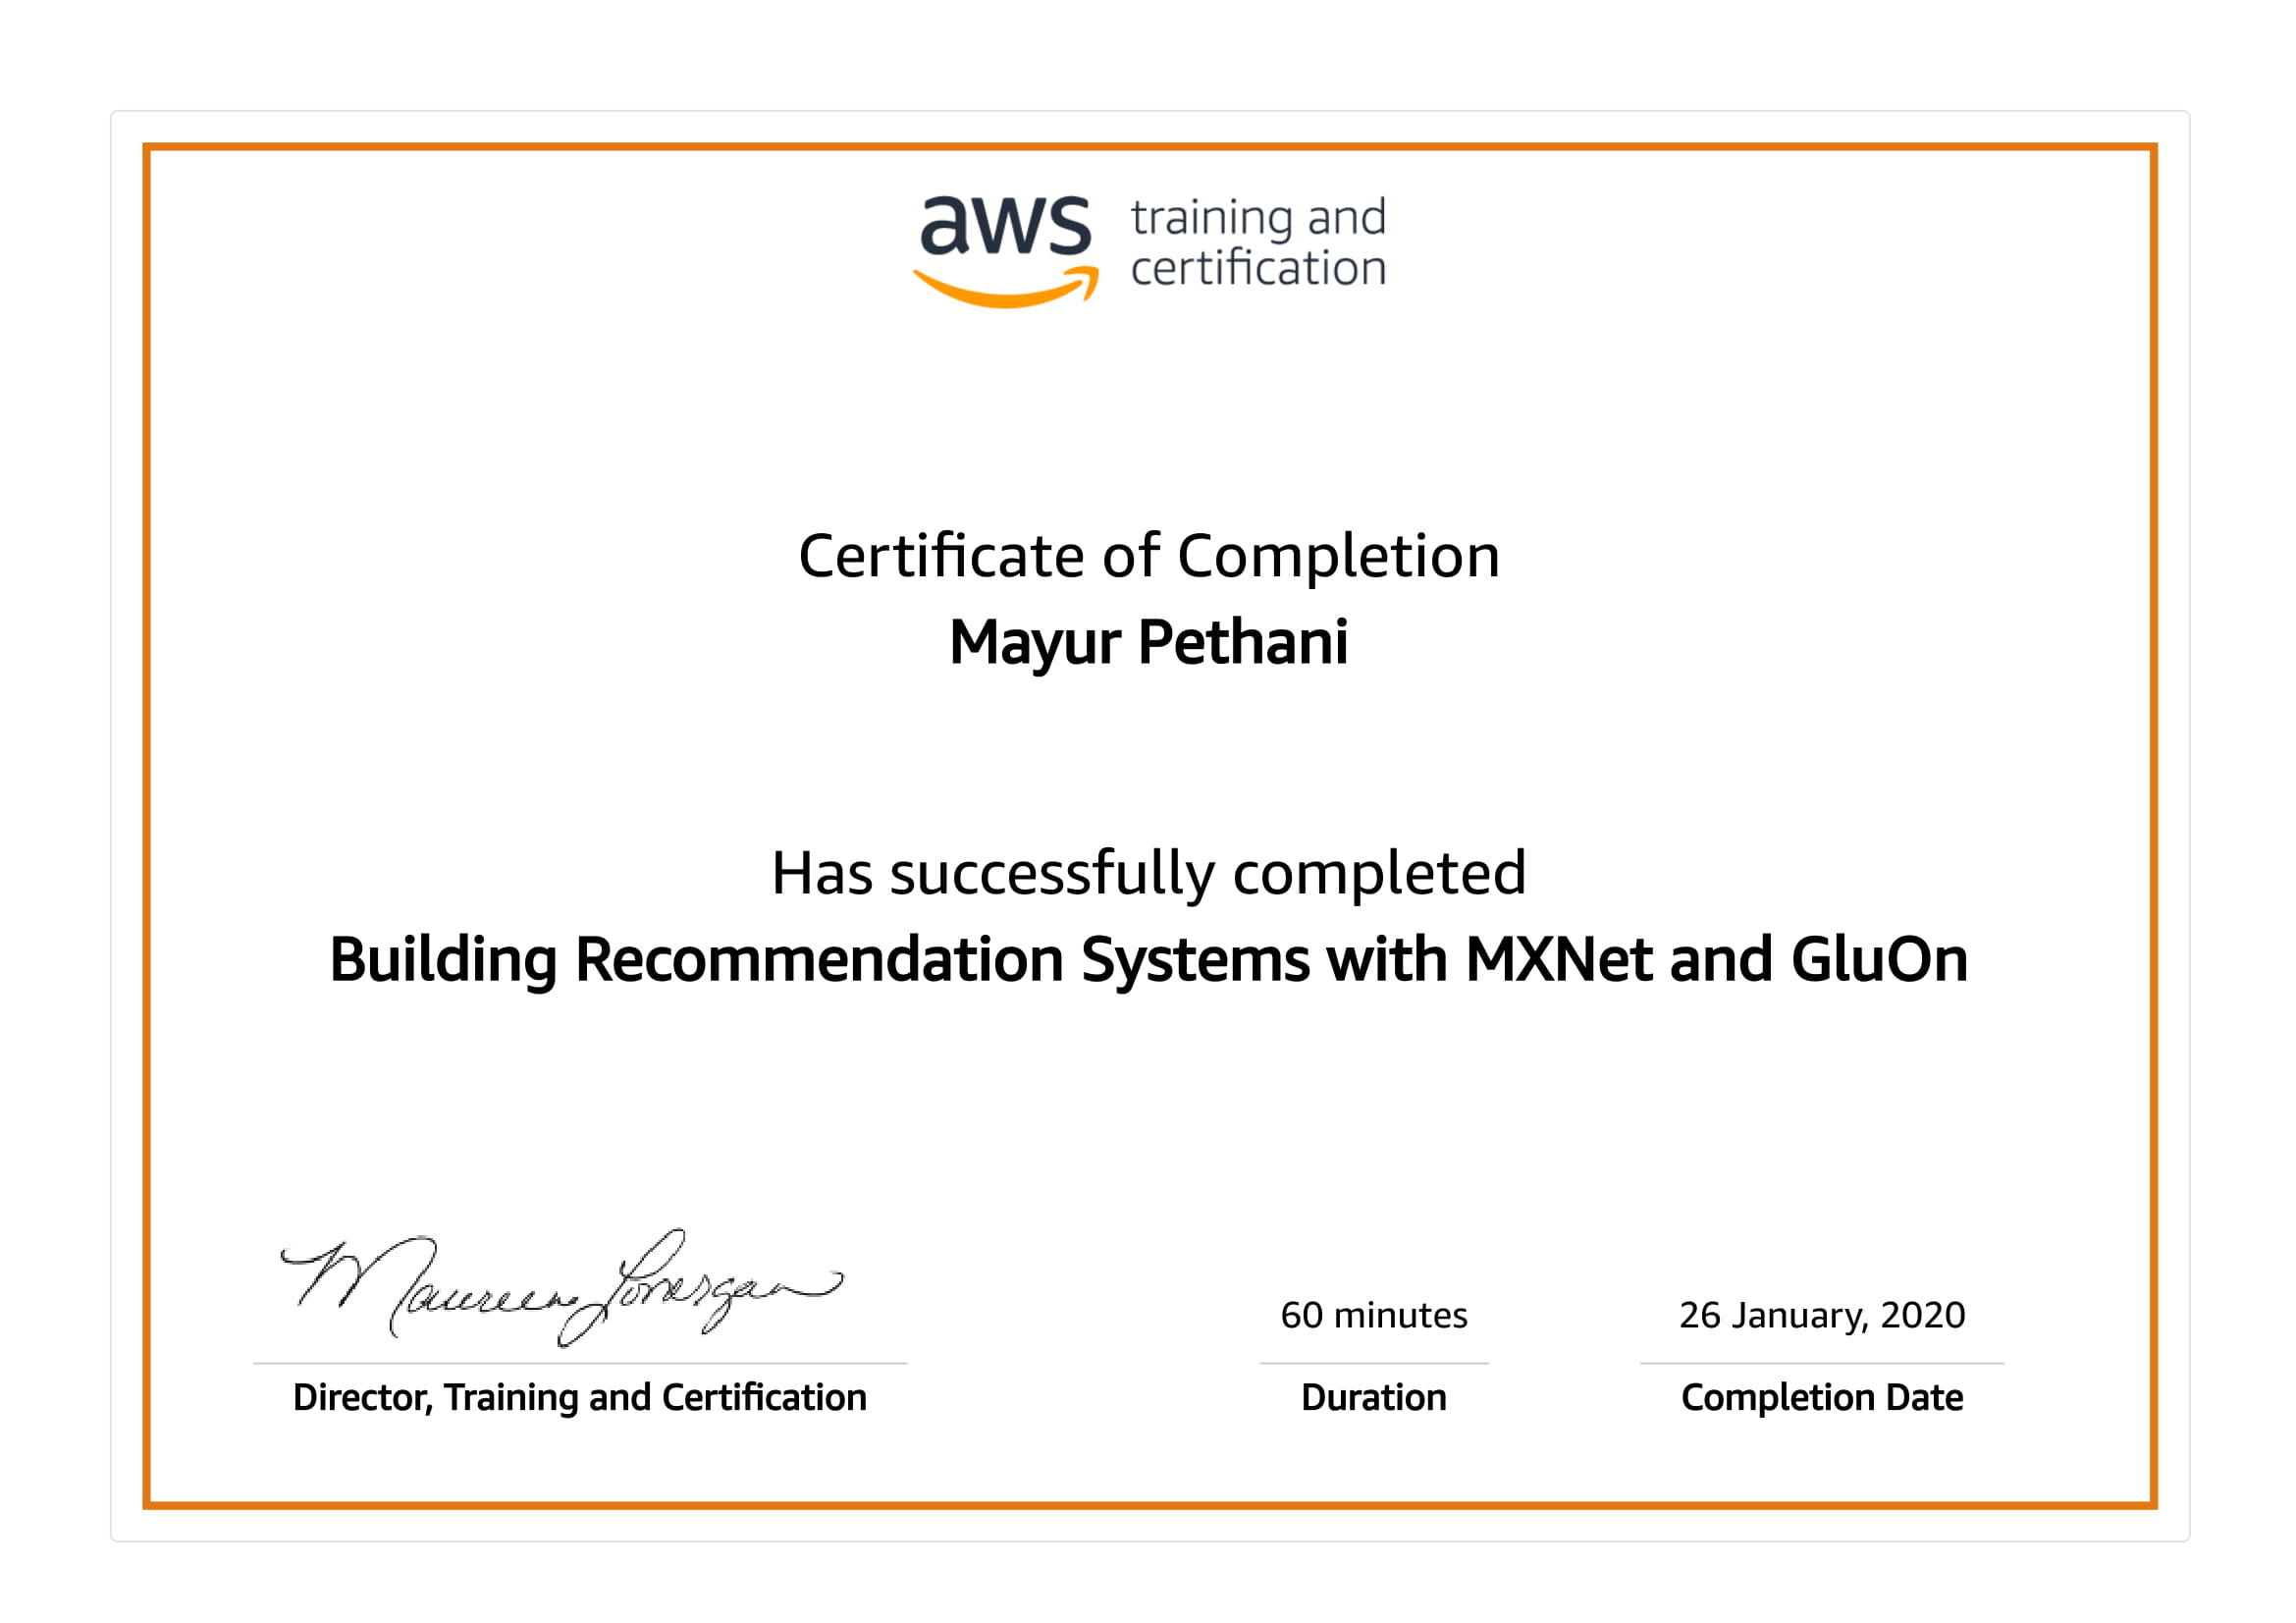 aws training and
certification
Certificate of Completion
Mayur Pethani
Has successfully completed
Building Recommendation Systems with MXNet and GluOn
Maureen Lonergan
60 minutes
26 January, 2020
Director, Training and Certification
Duration
Completion Date